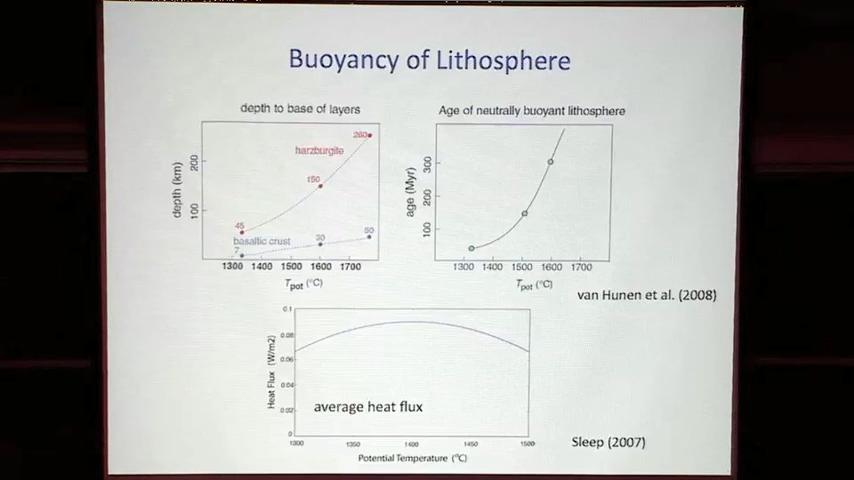 Buoyancy of Lithosphere
depth to base of layers
depth (km)
200
100
harzburgite
260
150
45
basaltic crust
7
20
50
1300 1400 1500 1600 1700
Tpot (°C)
Age of neutrally buoyant lithosphere
age (Myr)
300
200
100
1300 1400 1500 1600 1700
Tpot (°C)
van Hunen et al. (2008)
Heat Flux (W/m2)
0.1
0.08
0.06
0.04
0.02
0
average heat flux
1300 1350 1400 1450 1500
Potential Temperature (°C)
Sleep (2007)